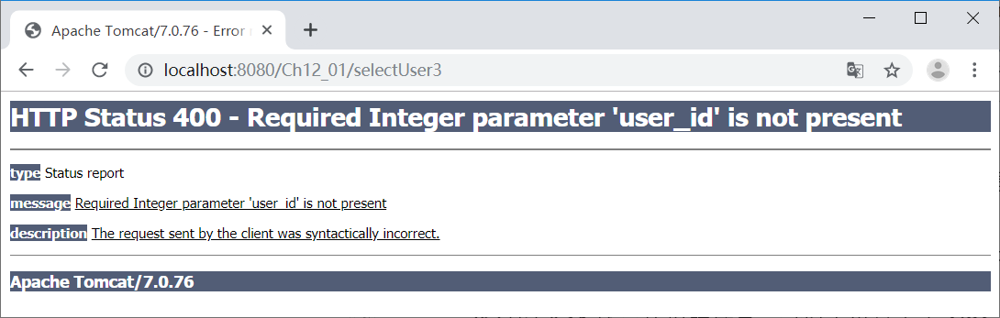 Apache Tomcat/7.0.76 - Error
localhost:8080/Ch12_01/selectUser3
HTTP Status 400 - Required Integer parameter 'user_id' is not present
type Status report
message Required Integer parameter 'user_id' is not present
description The request sent by the client was syntactically incorrect.
Apache Tomcat/7.0.76